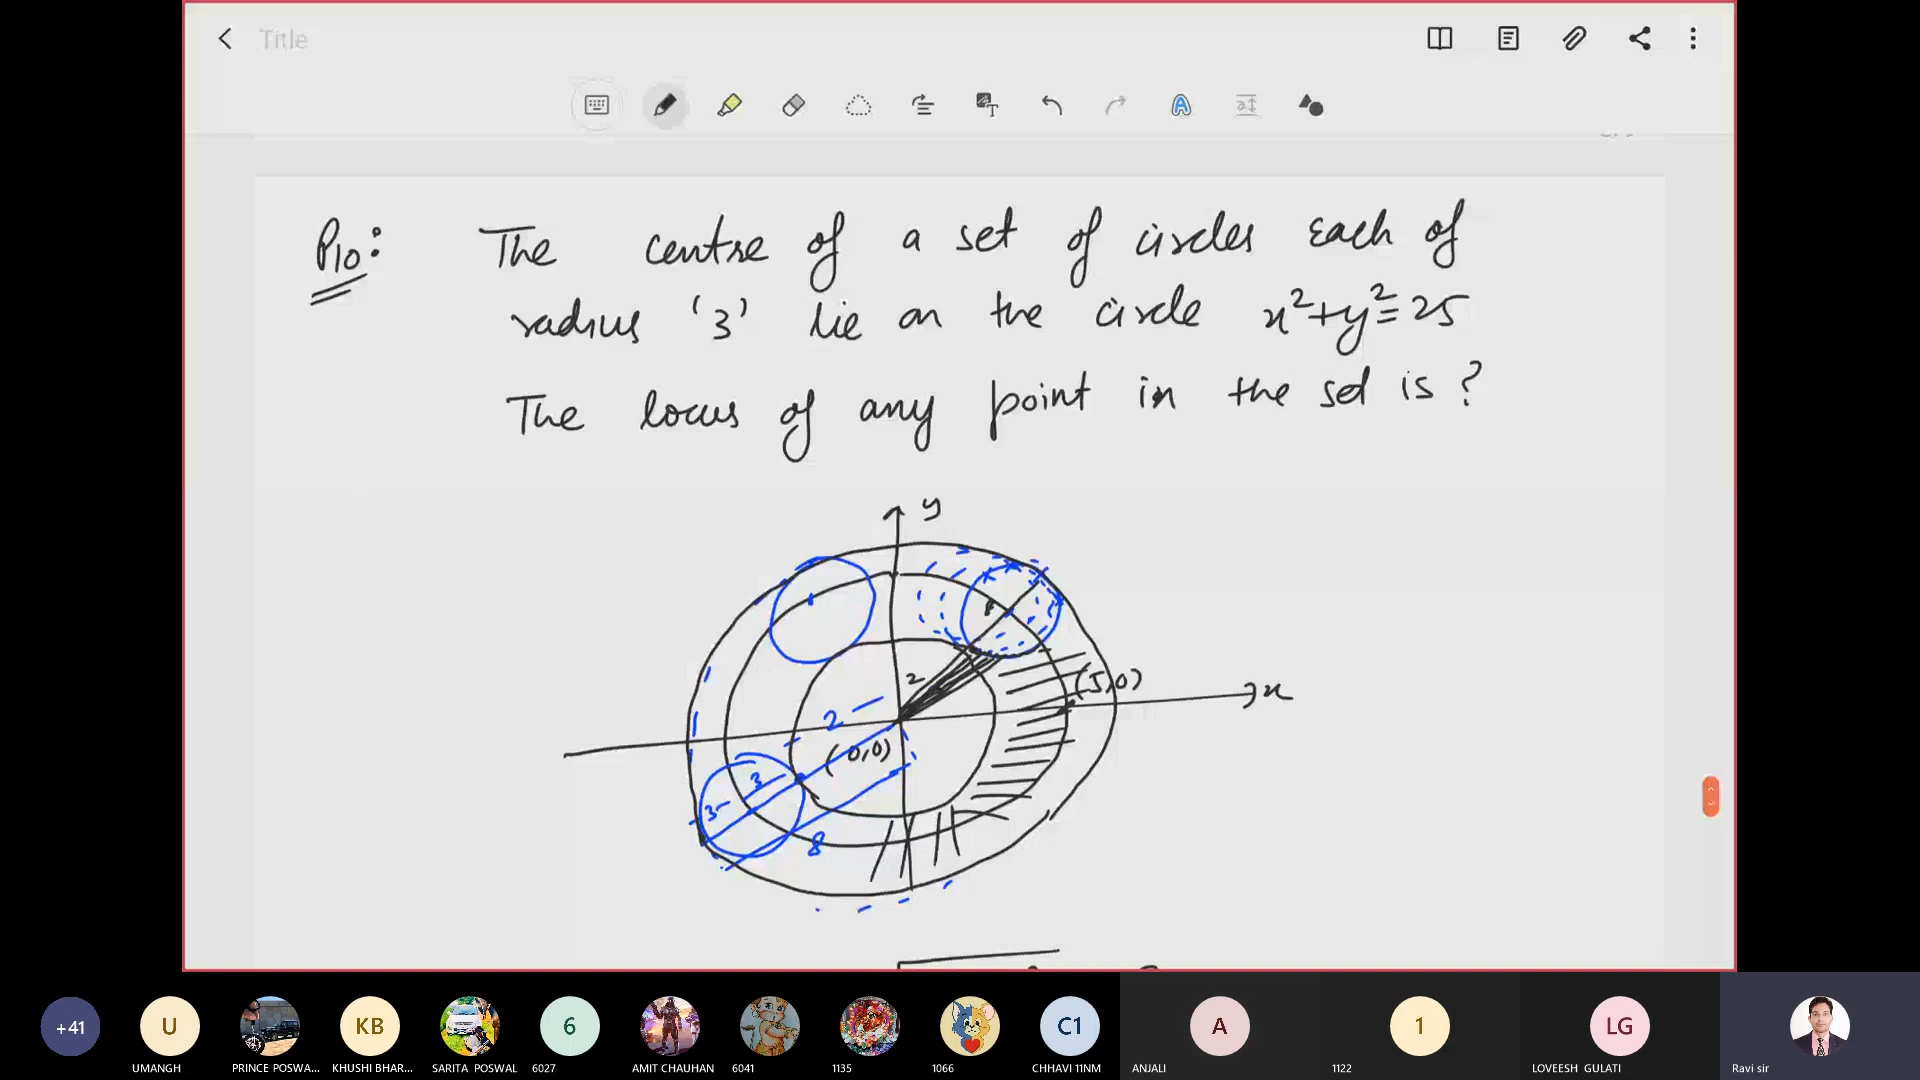 Title
P10: The centre of a set of circles each of
radius '3' lie on the circle x²+y²=25
The locus of any point in the set is ?
y
2
(5,0)
x
2
(0,0)
3
3
8
+41
U
KB
6
C1
A
1
LG
UMANGH
PRINCE POSWA...
KHUSHI BHAR...
SARITA POSWAL
6027
AMIT CHAUHAN
6041
1135
1066
CHHAVI 11NM
ANJALI
1122
LOVEESH GULATI
Ravi sir